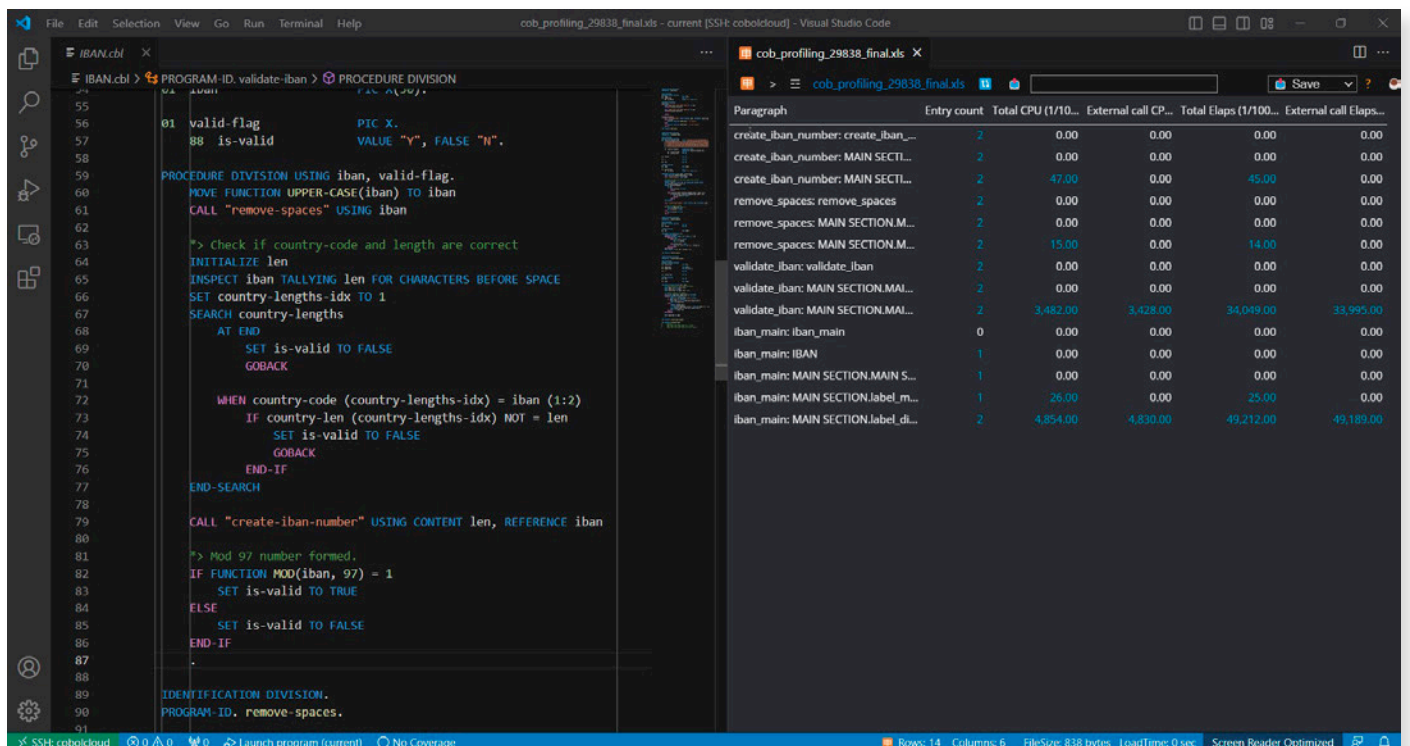 File Edit Selection View Go Run Terminal Help
cob_profiling_29838_final.xls - current [SSH: cobolcloud] - Visual Studio Code
IBAN.cbl
IBAN.cbl > PROGRAM-ID. validate-iban > PROCEDURE DIVISION
54 01 iban PIC X(50).
55
56 01 valid-flag PIC X.
57 88 is-valid VALUE "Y", FALSE "N".
58
59 PROCEDURE DIVISION USING iban, valid-flag.
60 MOVE FUNCTION UPPER-CASE(iban) TO iban
61 CALL "remove-spaces" USING iban
62
63 *> Check if country-code and length are correct
64 INITIALIZE len
65 INSPECT iban TALLYING len FOR CHARACTERS BEFORE SPACE
66 SET country-lengths-idx TO 1
67 SEARCH country-lengths
68 AT END
69 SET is-valid TO FALSE
70 GOBACK
71
72 WHEN country-code (country-lengths-idx) = iban (1:2)
73 IF country-len (country-lengths-idx) NOT = len
74 SET is-valid TO FALSE
75 GOBACK
76 END-IF
77 END-SEARCH
78
79 CALL "create-iban-number" USING CONTENT len, REFERENCE iban
80
81 *> Mod 97 number formed.
82 IF FUNCTION MOD(iban, 97) = 1
83 SET is-valid TO TRUE
84 ELSE
85 SET is-valid TO FALSE
86 END-IF
87 .
88
89 IDENTIFICATION DIVISION.
90 PROGRAM-ID. remove-spaces.
91
cob_profiling_29838_final.xls
> cob_profiling_29838_final.xls Save ?
Paragraph Entry count Total CPU (1/10... External call CP... Total Elaps (1/100... External call Elaps...
create_iban_number: create_iban_... 2 0.00 0.00 0.00 0.00
create_iban_number: MAIN SECTI... 2 0.00 0.00 0.00 0.00
create_iban_number: MAIN SECTI... 2 47.00 0.00 45.00 0.00
remove_spaces: remove_spaces 2 0.00 0.00 0.00 0.00
remove_spaces: MAIN SECTION.M... 2 0.00 0.00 0.00 0.00
remove_spaces: MAIN SECTION.M... 2 15.00 0.00 14.00 0.00
validate_iban: validate_iban 2 0.00 0.00 0.00 0.00
validate_iban: MAIN SECTION.MAI... 2 0.00 0.00 0.00 0.00
validate_iban: MAIN SECTION.MAI... 2 3,482.00 3,428.00 34,049.00 33,995.00
iban_main: iban_main 0 0.00 0.00 0.00 0.00
iban_main: IBAN 1 0.00 0.00 0.00 0.00
iban_main: MAIN SECTION.MAIN S... 1 0.00 0.00 0.00 0.00
iban_main: MAIN SECTION.label_m... 1 26.00 0.00 25.00 0.00
iban_main: MAIN SECTION.label_di... 2 4,854.00 4,830.00 49,212.00 49,189.00
SSH: cobolcloud 0 0 0 Launch program (current) No Coverage
Rows: 14 Columns: 6 FileSize: 838 bytes LoadTime: 0 sec Screen Reader Optimized